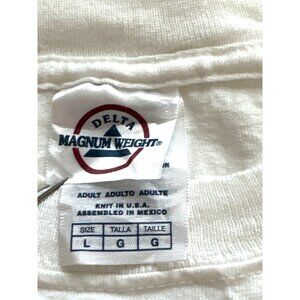 DELTA
MAGNUM WEIGHT®
ADULT ADULTO ADULTE
KNIT IN U.S.A.
ASSEMBLED IN MEXICO
SIZE TALLA TAILLE
L G G